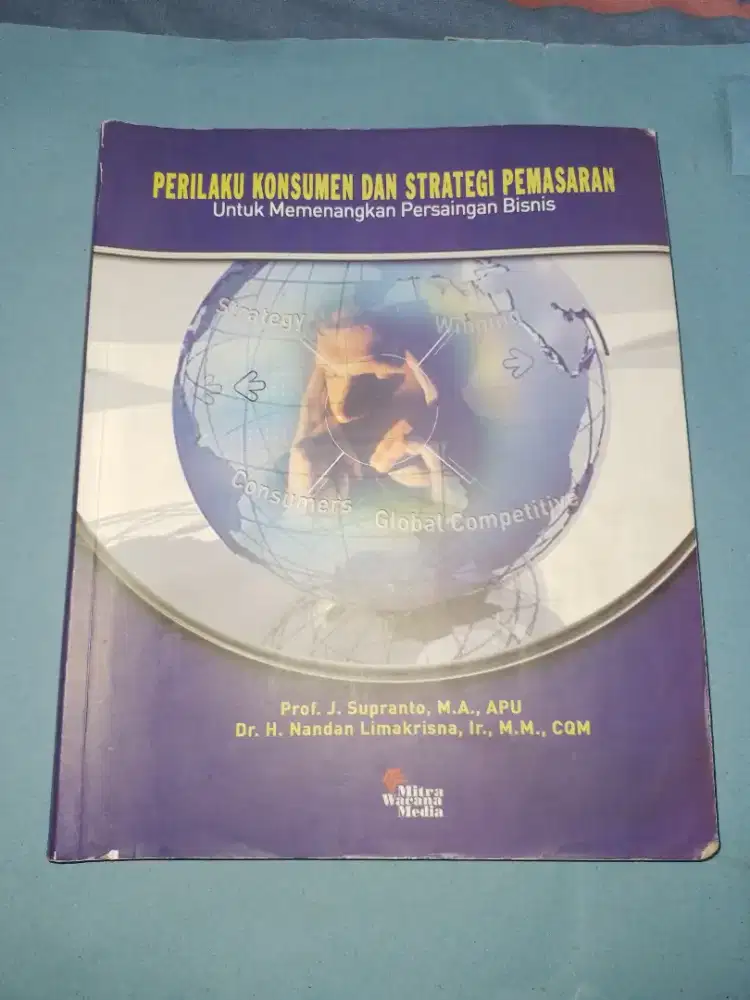 PERILAKU KONSUMEN DAN STRATEGI PEMASARAN
Untuk Memenangkan Persaingan Bisnis
Strategy
Winning
Consumers
Global Competitive
Prof. J. Supranto, M.A., APU
Dr. H. Nandan Limakrisna, Ir., M.M., CQM
Mitra
Wacana
Media